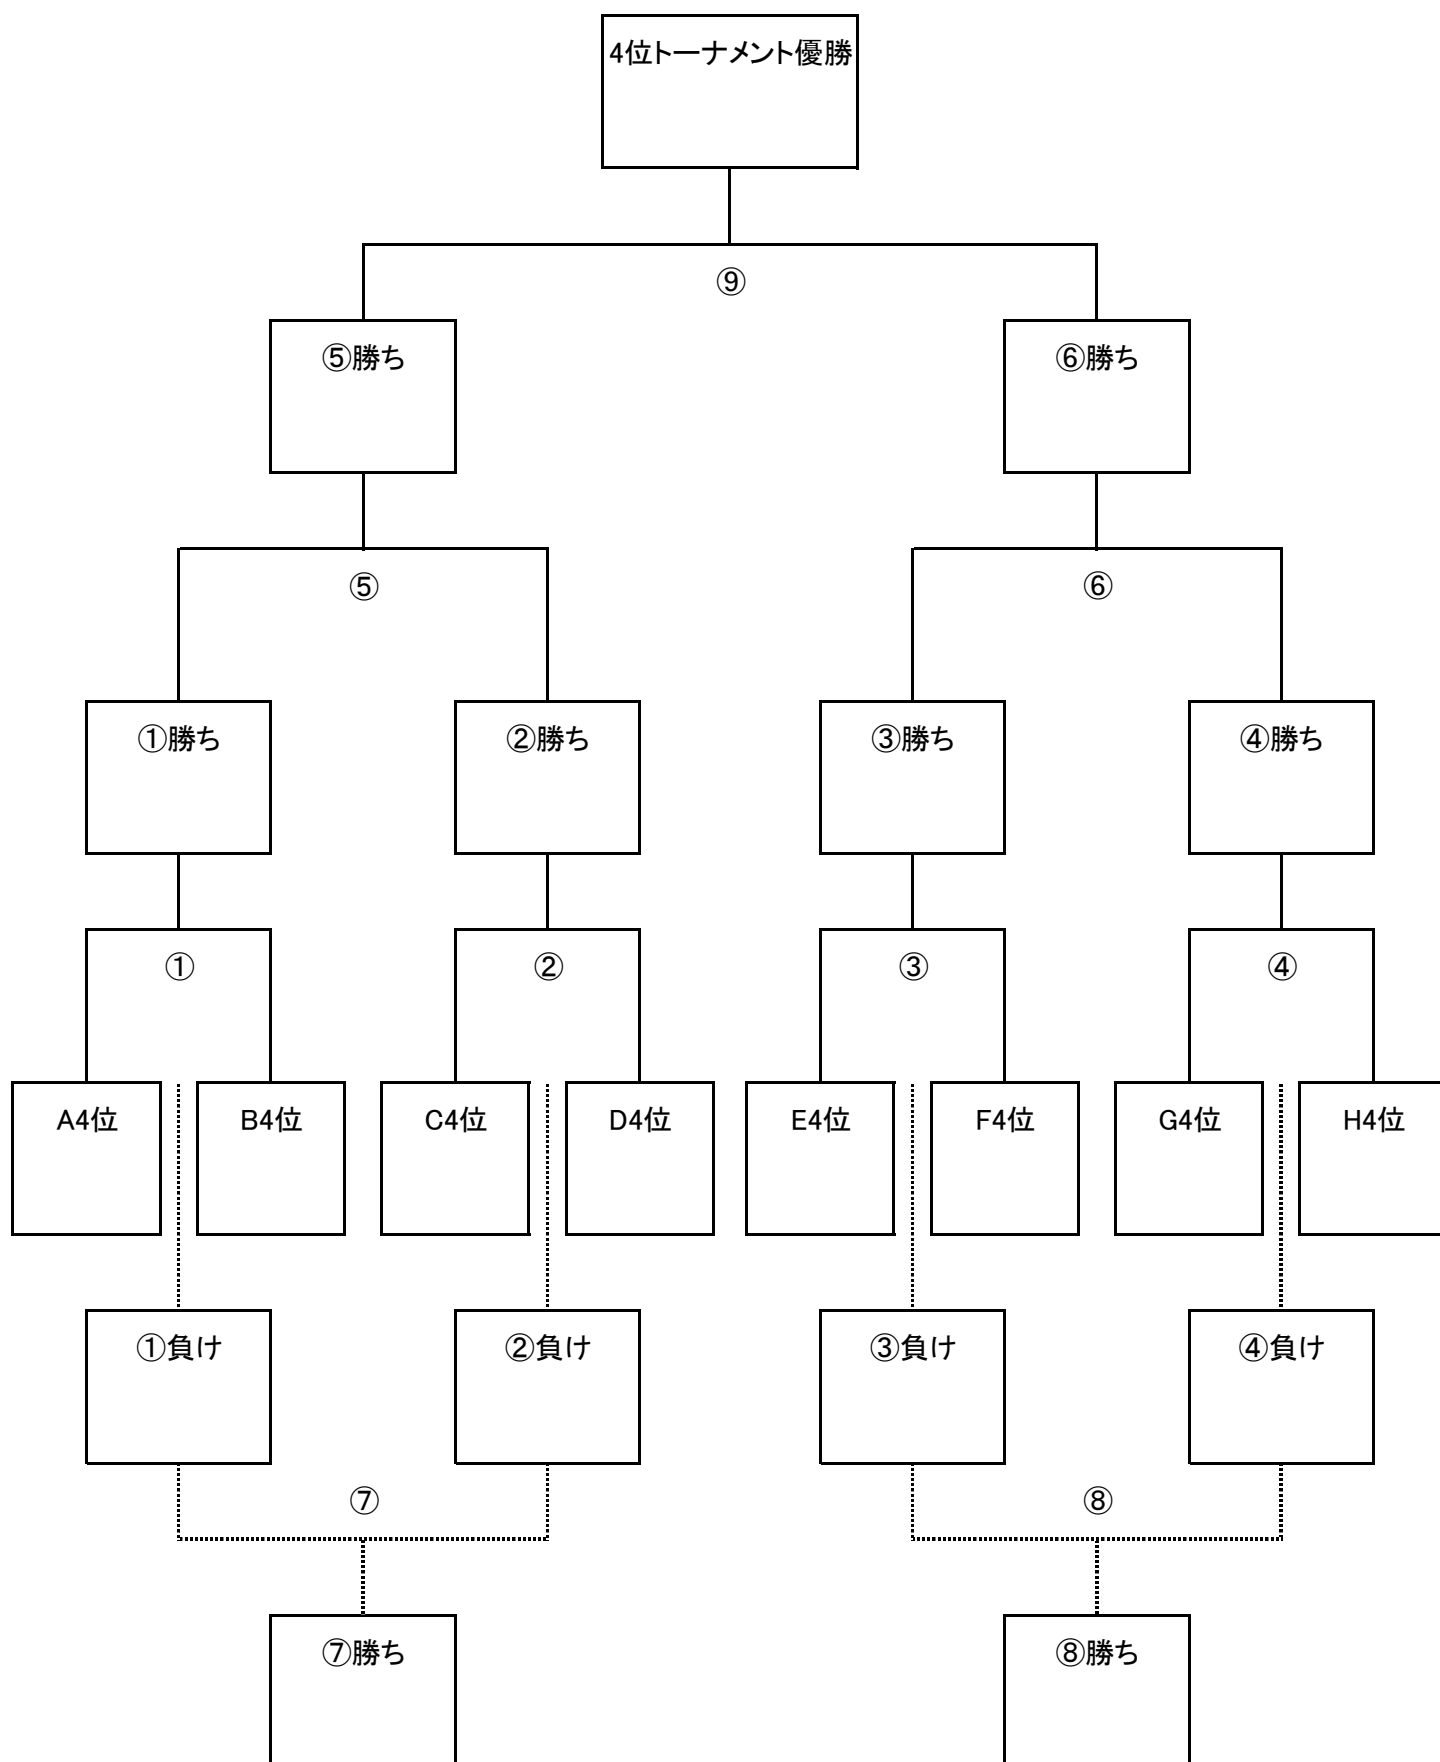 4位トーナメント優勝
⑨
⑤勝ち
⑥勝ち
⑤
⑥
①勝ち
②勝ち
③勝ち
④勝ち
①
②
③
④
A4位
B4位
C4位
D4位
E4位
F4位
G4位
H4位
①負け
②負け
③負け
④負け
⑦
⑧
⑦勝ち
⑧勝ち